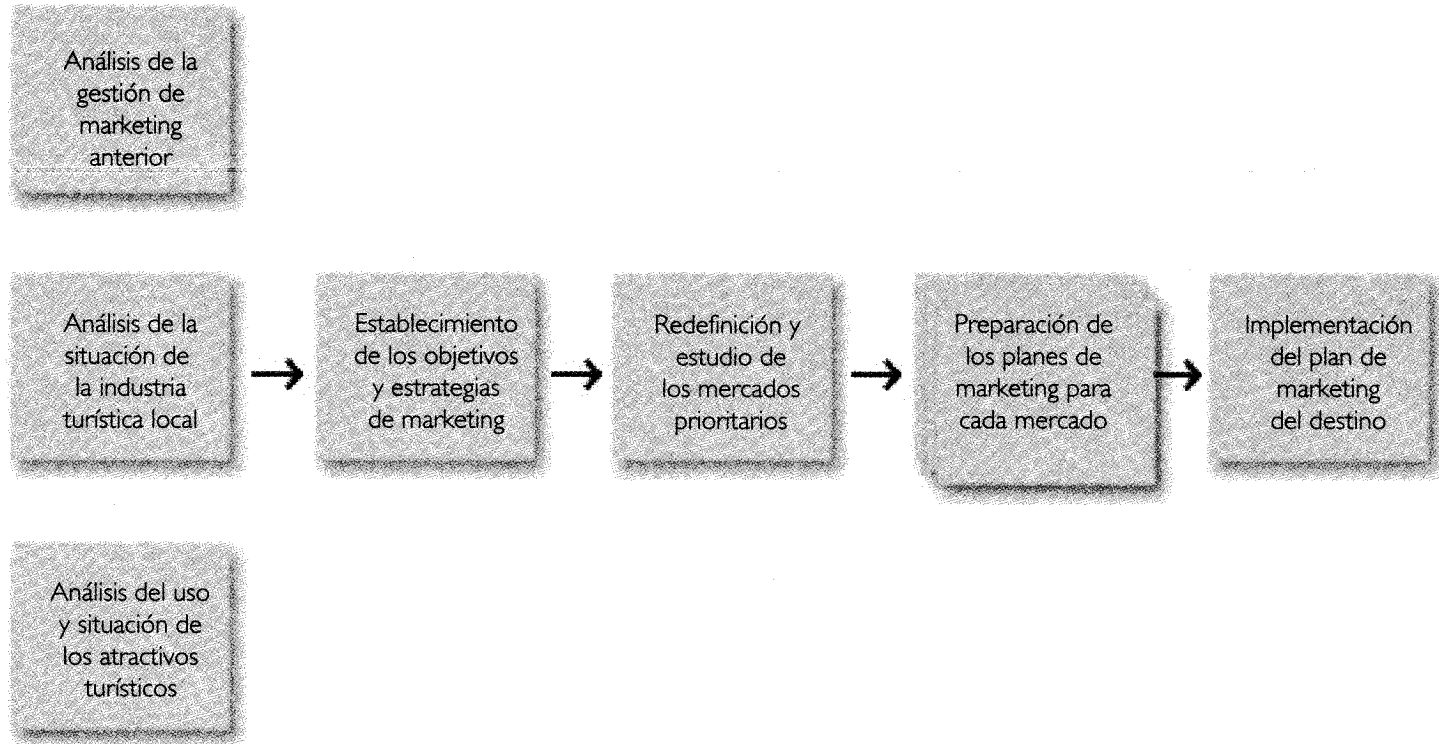 Análisis de la
gestión de
marketing
anterior
Análisis de la
situación de
la industria
turística local
Establecimiento
de los objetivos
y estrategias
de marketing
Redefinición y
estudio de
los mercados
prioritarios
Preparación de
los planes de
marketing para
cada mercado
Implementación
del plan de
marketing
del destino
Análisis del uso
y situación de
los atractivos
turísticos